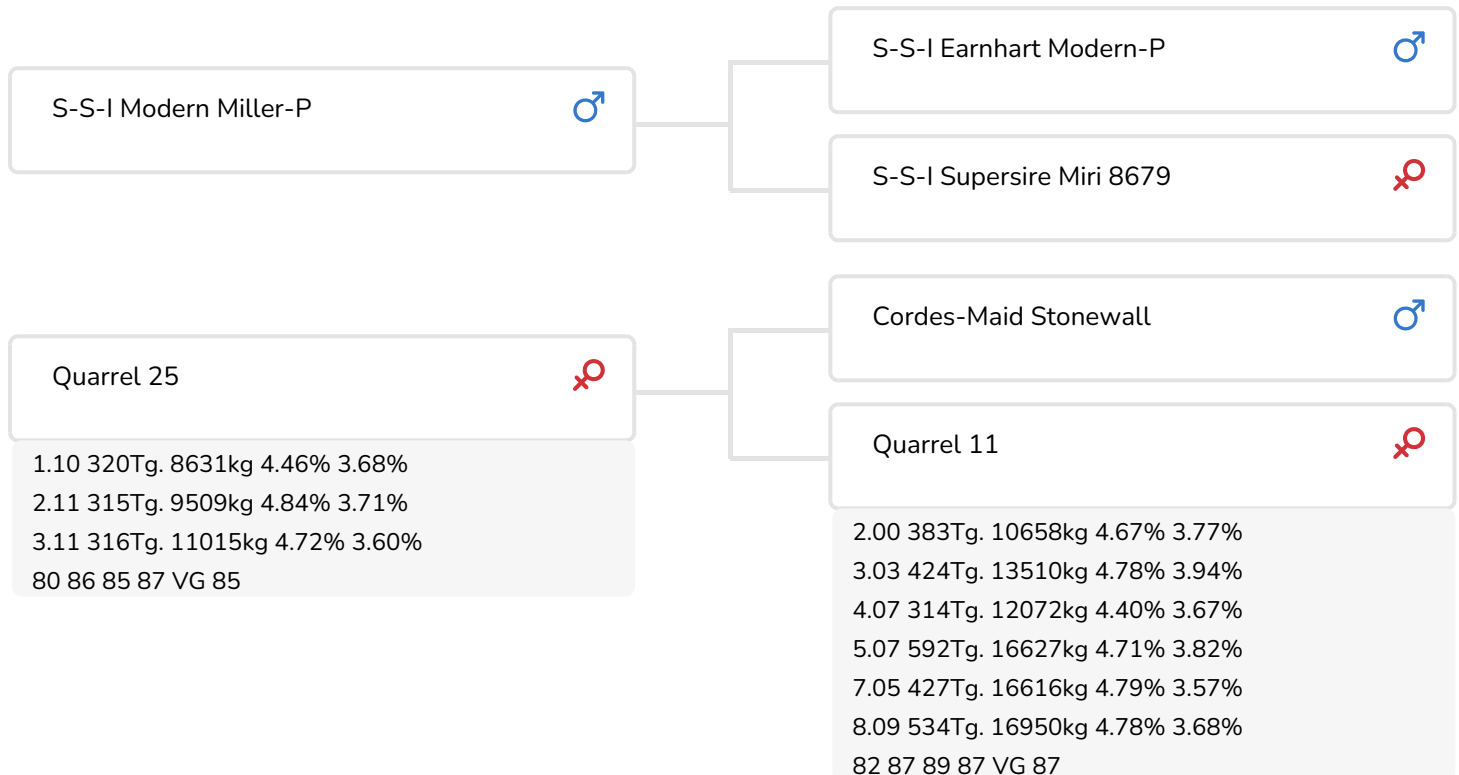 S-S-I Modern Miller-P
S-S-I Earnhart Modern-P
S-S-I Supersire Miri 8679
Quarrel 25
1.10 320Tg. 8631kg 4.46% 3.68%
2.11 315Tg. 9509kg 4.84% 3.71%
3.11 316Tg. 11015kg 4.72% 3.60%
80 86 85 87 VG 85
Cordes-Maid Stonewall
Quarrel 11
2.00 383Tg. 10658kg 4.67% 3.77%
3.03 424Tg. 13510kg 4.78% 3.94%
4.07 314Tg. 12072kg 4.40% 3.67%
5.07 592Tg. 16627kg 4.71% 3.82%
7.05 427Tg. 16616kg 4.79% 3.57%
8.09 534Tg. 16950kg 4.78% 3.68%
82 87 89 87 VG 87